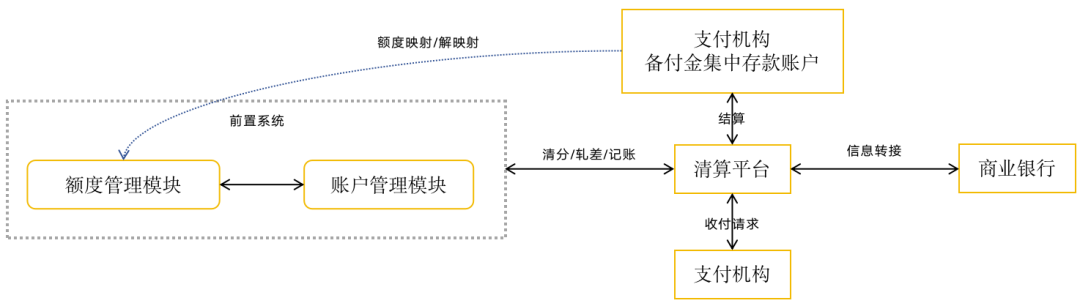 额度映射/解映射
支付机构
备付金集中存款账户
前置系统
结算
清分/轧差/记账
信息转接
额度管理模块
账户管理模块
清算平台
商业银行
收付请求
支付机构